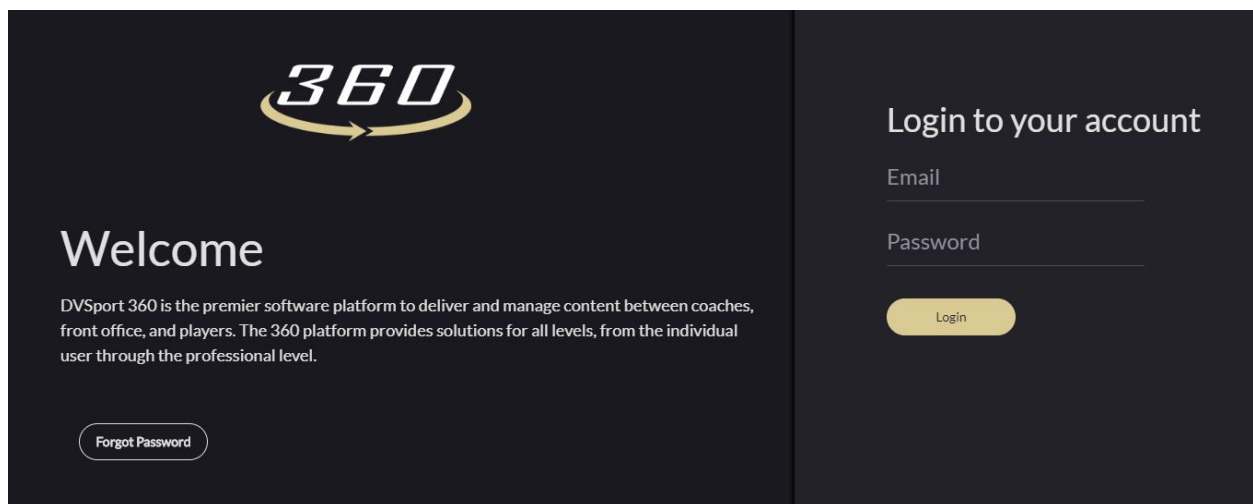 360
Welcome
DVSport 360 is the premier software platform to deliver and manage content between coaches,
front office, and players. The 360 platform provides solutions for all levels, from the individual
user through the professional level.
Forgot Password
Login to your account
Email
Password
Login